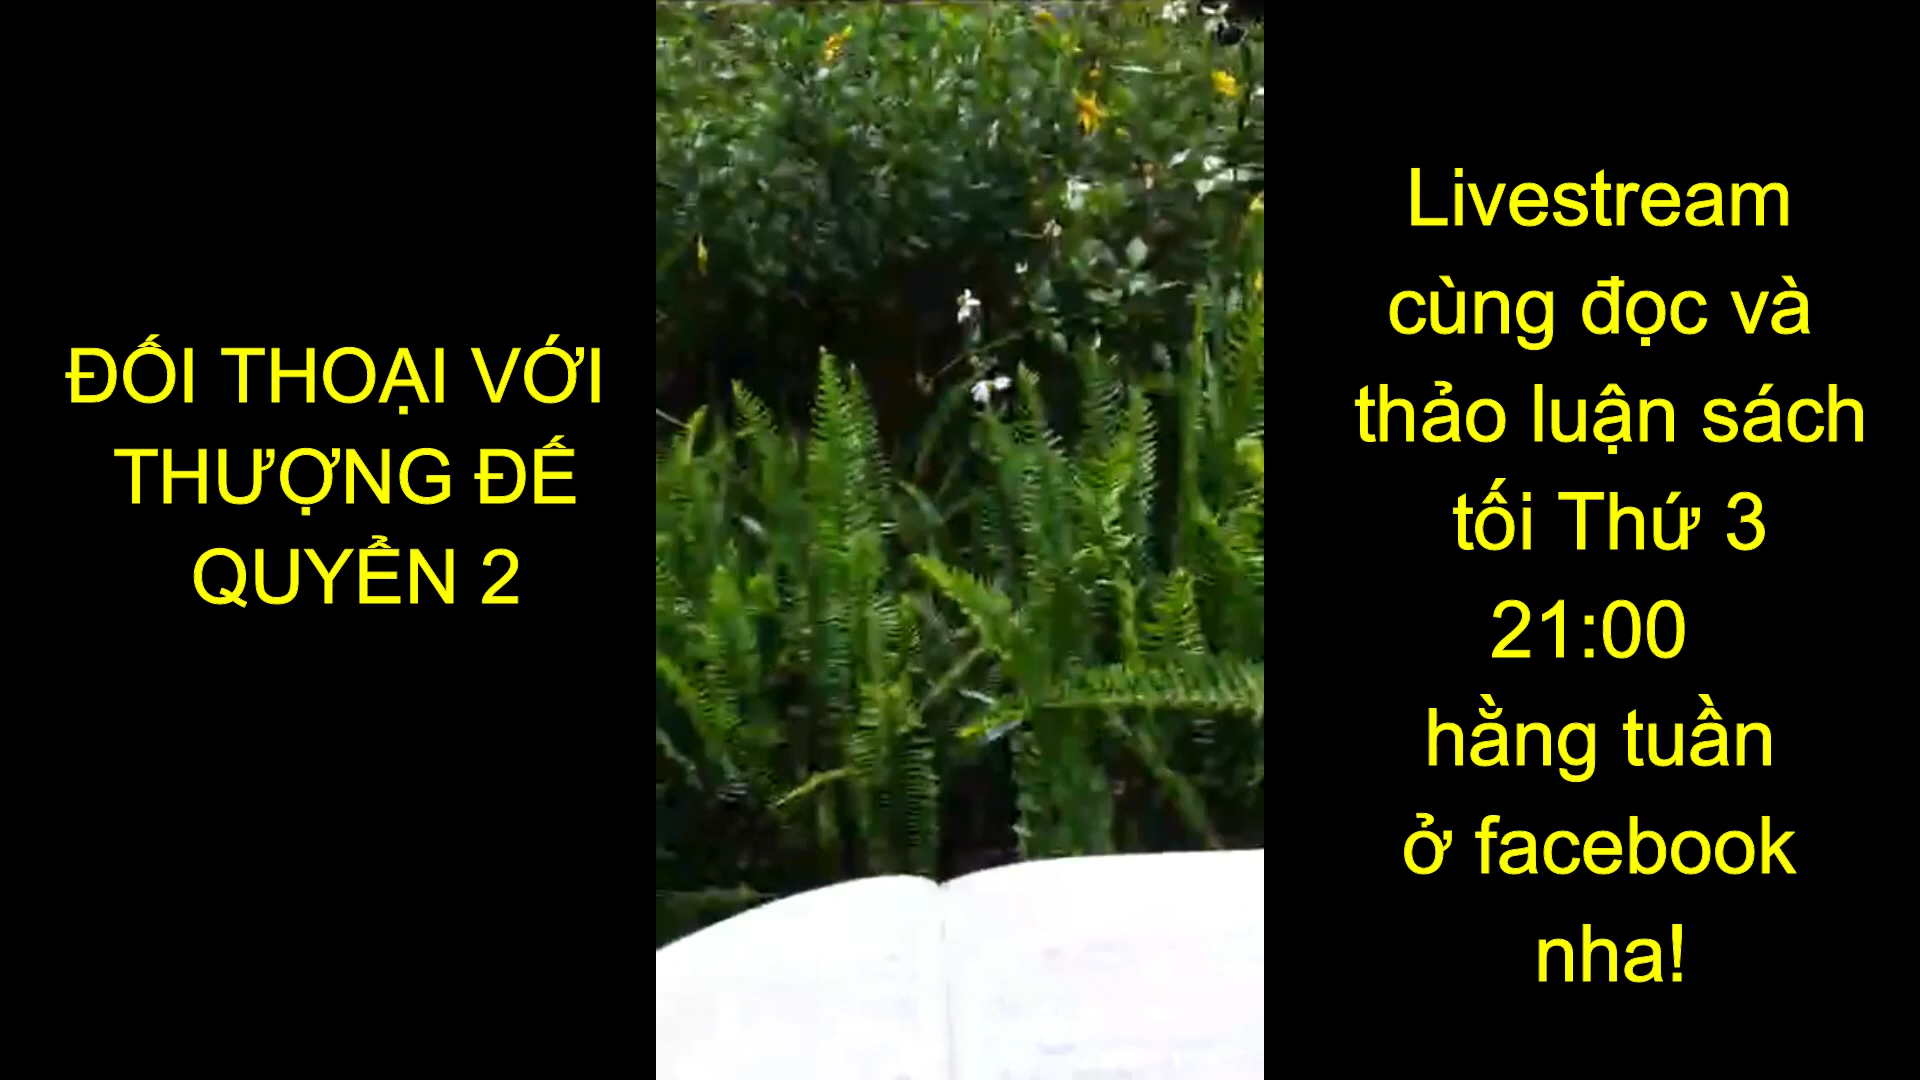 ĐỐI THOẠI VỚI
THƯỢNG ĐẾ
QUYỂN 2
Livestream
cùng đọc và
thảo luận sách
tối Thứ 3
21:00
hằng tuần
ở facebook
nha!